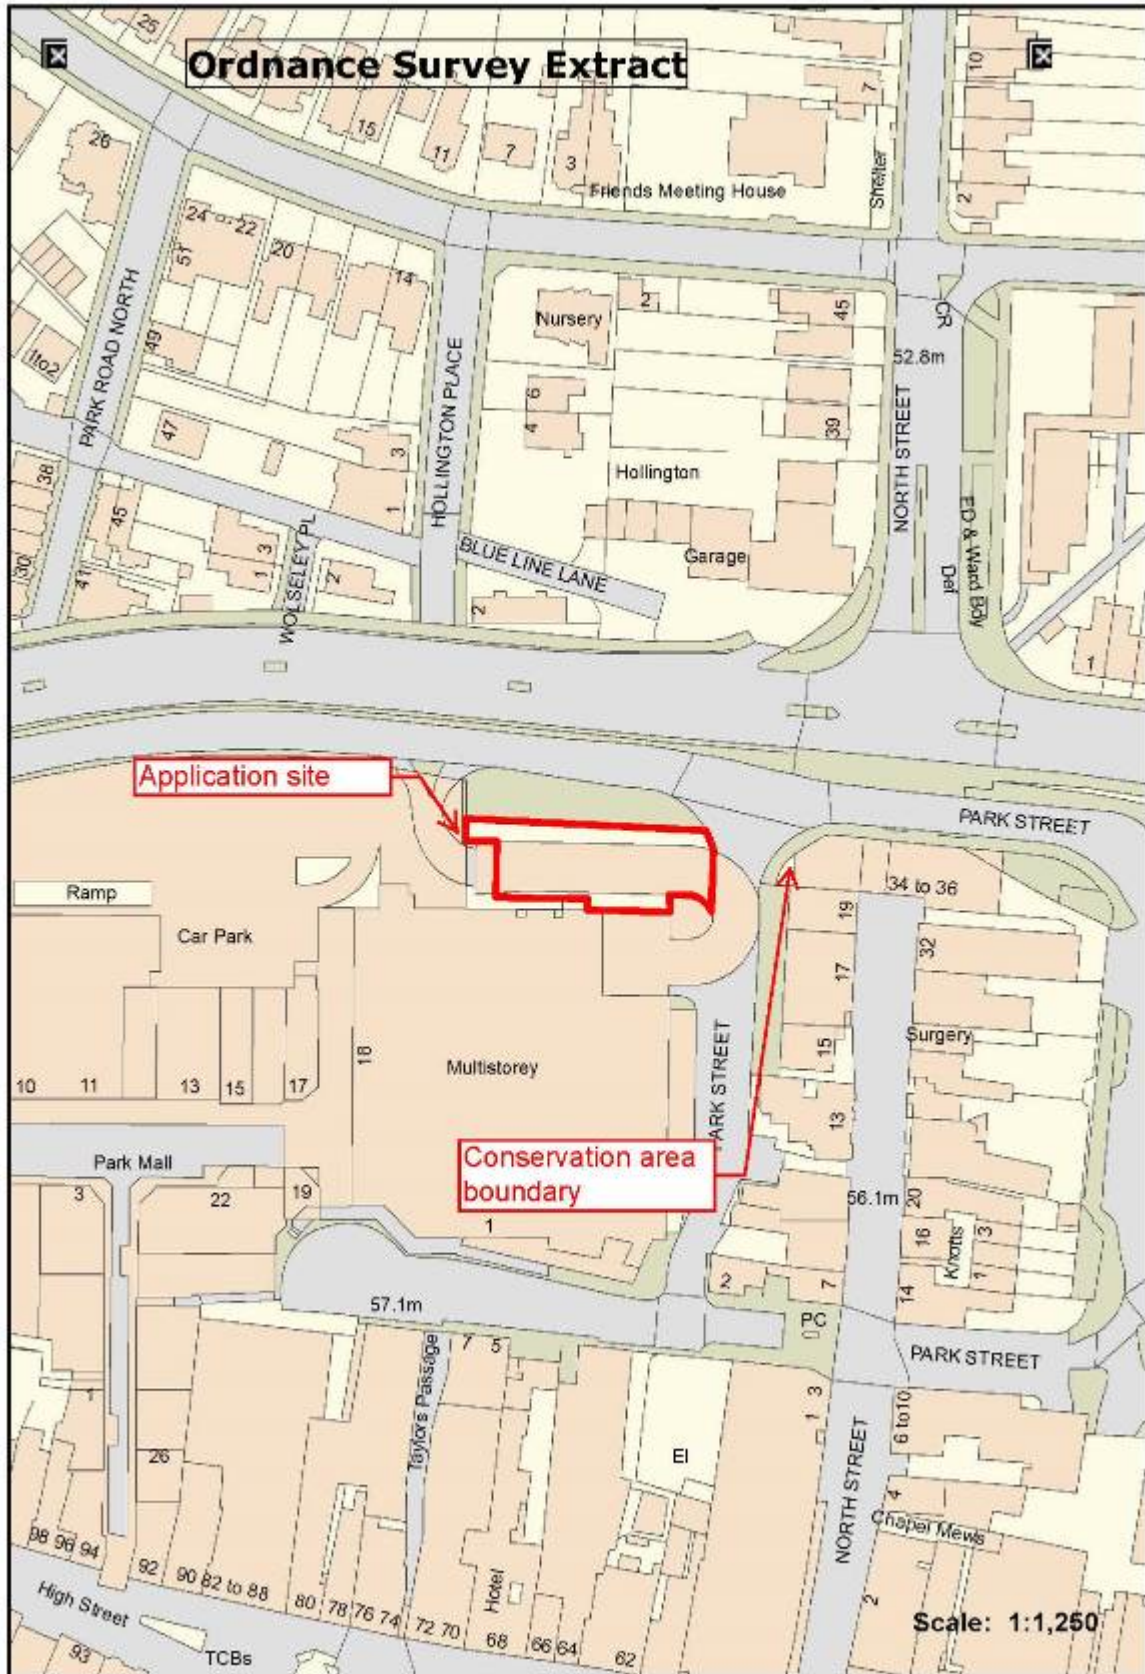 Ordnance Survey Extract
25
15
11
7
3
7
10
26
Friends Meeting House
Shelter
2
24
22
51
20
14
Nursery
2
45
CR
52.8m
PARK ROAD NORTH
HOLLINGTON PLACE
NORTH STREET
49
1to2
6
4
39
47
3
1
Hollington
38
45
30
41
3
1
WOLSELEY PL
2
BLUE LINE LANE
2
Garage
ED & Ward Bdy
Def
1
Application site
PARK STREET
34 to 36
Ramp
Car Park
19
32
17
Surgery
15
13
10
11
13
15
17
18
Multistorey
PARK STREET
Park Mall
Conservation area
boundary
3
22
19
1
56.1m
20
16
Knotts
3
1
14
2
7
57.1m
PC
PARK STREET
7
5
Taylors Passage
1
26
El
1
3
6 to10
4
NORTH STREET
Chapel Mews
2
98
96
94
92
90
82 to 88
80
78
76
74
72
70
Hotel
68
66
64
62
High Street
93
TCBs
Scale: 1:1,250